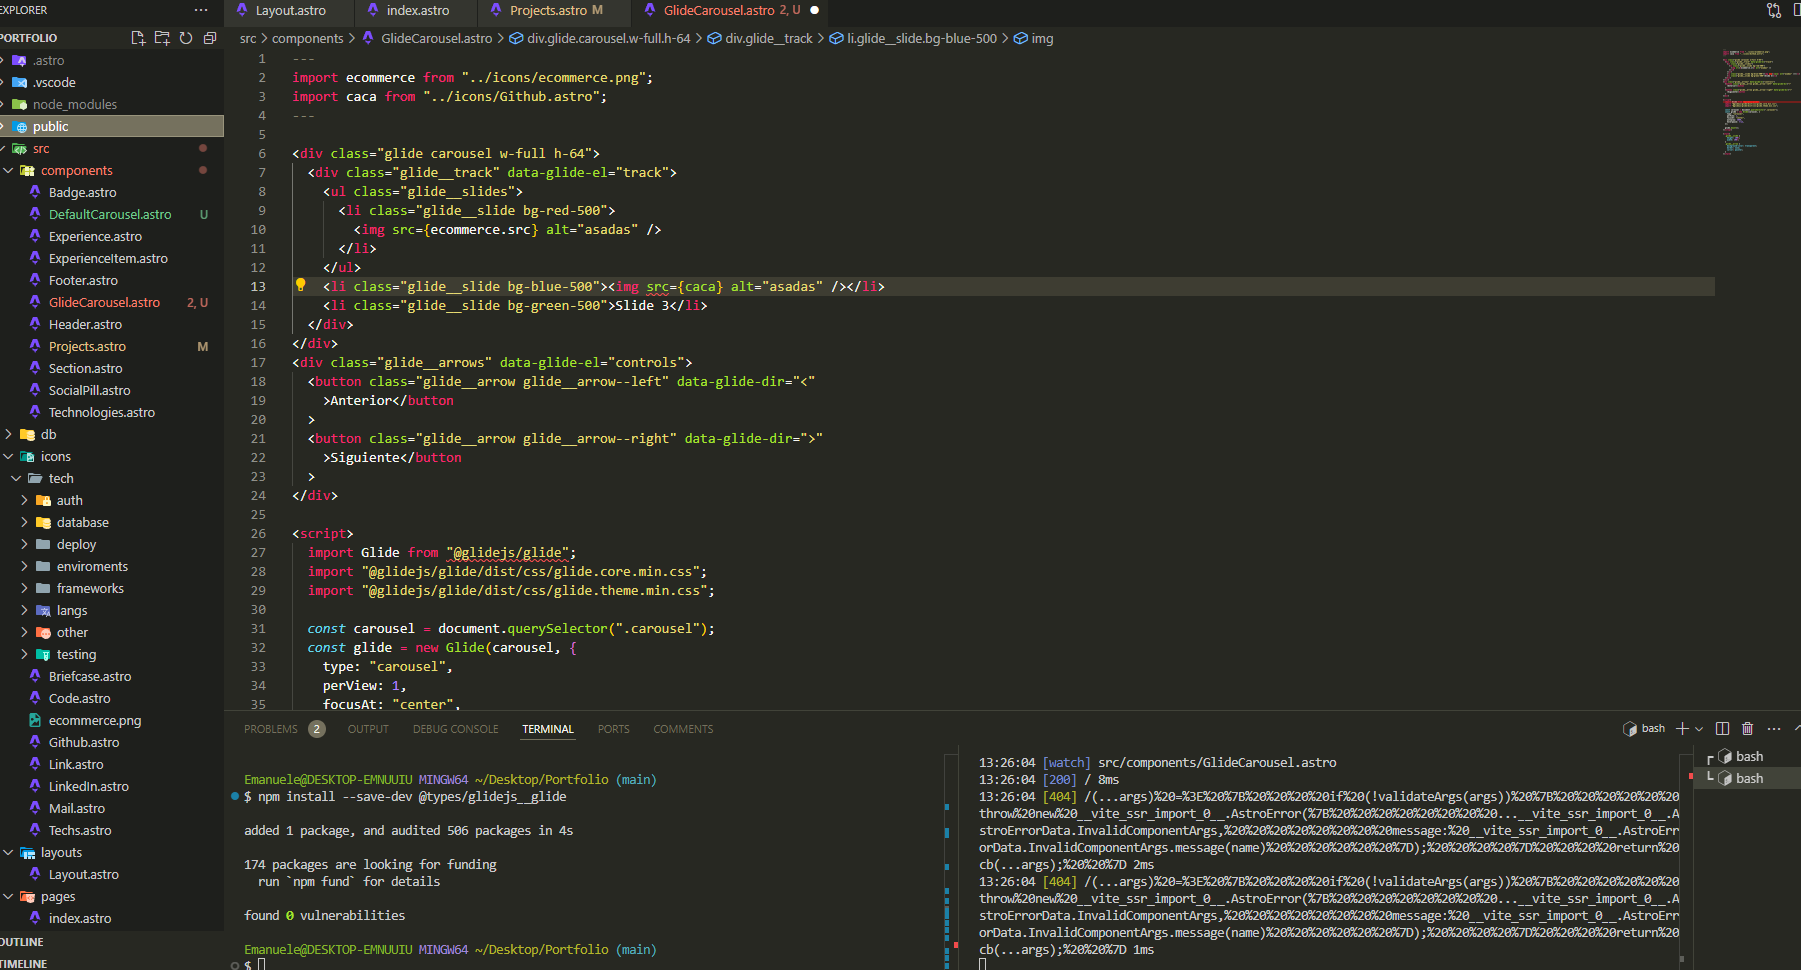 EXPLORER
PORTFOLIO
.astro
.vscode
node_modules
public
src
components
Badge.astro
DefaultCarousel.astro U
Experience.astro
ExperienceItem.astro
Footer.astro
GlideCarousel.astro 2, U
Header.astro
Projects.astro M
Section.astro
SocialPill.astro
Technologies.astro
db
icons
tech
auth
database
deploy
enviroments
frameworks
langs
other
testing
Briefcase.astro
Code.astro
ecommerce.png
Github.astro
Link.astro
LinkedIn.astro
Mail.astro
Techs.astro
layouts
Layout.astro
pages
index.astro
OUTLINE
TIMELINE
Layout.astro index.astro Projects.astro M GlideCarousel.astro 2, U
src > components > GlideCarousel.astro > div.glide.carousel.w-full.h-64 > div.glide__track > li.glide__slide.bg-blue-500 > img
1 ---
2 import ecommerce from "../icons/ecommerce.png";
3 import caca from "../icons/Github.astro";
4 ---
5
6 <div class="glide carousel w-full h-64">
7 <div class="glide__track" data-glide-el="track">
8 <ul class="glide__slides">
9 <li class="glide__slide bg-red-500">
10 <img src={ecommerce.src} alt="asadas" />
11 </li>
12 </ul>
13 <li class="glide__slide bg-blue-500"><img src={caca} alt="asadas" /></li>
14 <li class="glide__slide bg-green-500">Slide 3</li>
15 </div>
16 </div>
17 <div class="glide__arrows" data-glide-el="controls">
18 <button class="glide__arrow glide__arrow--left" data-glide-dir="<"
19 >Anterior</button
20 >
21 <button class="glide__arrow glide__arrow--right" data-glide-dir=">"
22 >Siguiente</button
23 >
24 </div>
25
26 <script>
27 import Glide from "@glidejs/glide";
28 import "@glidejs/glide/dist/css/glide.core.min.css";
29 import "@glidejs/glide/dist/css/glide.theme.min.css";
30
31 const carousel = document.querySelector(".carousel");
32 const glide = new Glide(carousel, {
33 type: "carousel",
34 perView: 1,
35 focusAt: "center",
PROBLEMS 2 OUTPUT DEBUG CONSOLE TERMINAL PORTS COMMENTS
bash
Emanuele@DESKTOP-EMNUUIU MINGW64 ~/Desktop/Portfolio (main)
$ npm install --save-dev @types/glidejs__glide
added 1 package, and audited 506 packages in 4s
174 packages are looking for funding
run `npm fund` for details
found 0 vulnerabilities
Emanuele@DESKTOP-EMNUUIU MINGW64 ~/Desktop/Portfolio (main)
$
13:26:04 [watch] src/components/GlideCarousel.astro
13:26:04 [200] / 8ms
13:26:04 [404] /(...args)%20=%3E%20%7B%20%20%20%20if%20(!validateArgs(args))%20%7B%20%20%20%20%20%20
throw%20new%20__vite_ssr_import_0__.AstroError(%7B%20%20%20%20%20%20%20%20...__vite_ssr_import_0__.A
stroErrorData.InvalidComponentArgs,%20%20%20%20%20%20%20%20message:%20__vite_ssr_import_0__.AstroErr
orData.InvalidComponentArgs.message(name)%20%20%20%20%20%20%7D);%20%20%20%20%7D%20%20%20%20return%20
cb(...args);%20%20%7D 2ms
13:26:04 [404] /(...args)%20=%3E%20%7B%20%20%20%20if%20(!validateArgs(args))%20%7B%20%20%20%20%20%20
throw%20new%20__vite_ssr_import_0__.AstroError(%7B%20%20%20%20%20%20%20%20...__vite_ssr_import_0__.A
stroErrorData.InvalidComponentArgs,%20%20%20%20%20%20%20%20message:%20__vite_ssr_import_0__.AstroErr
orData.InvalidComponentArgs.message(name)%20%20%20%20%20%20%7D);%20%20%20%20%7D%20%20%20%20return%20
cb(...args);%20%20%7D 1ms
bash
bash